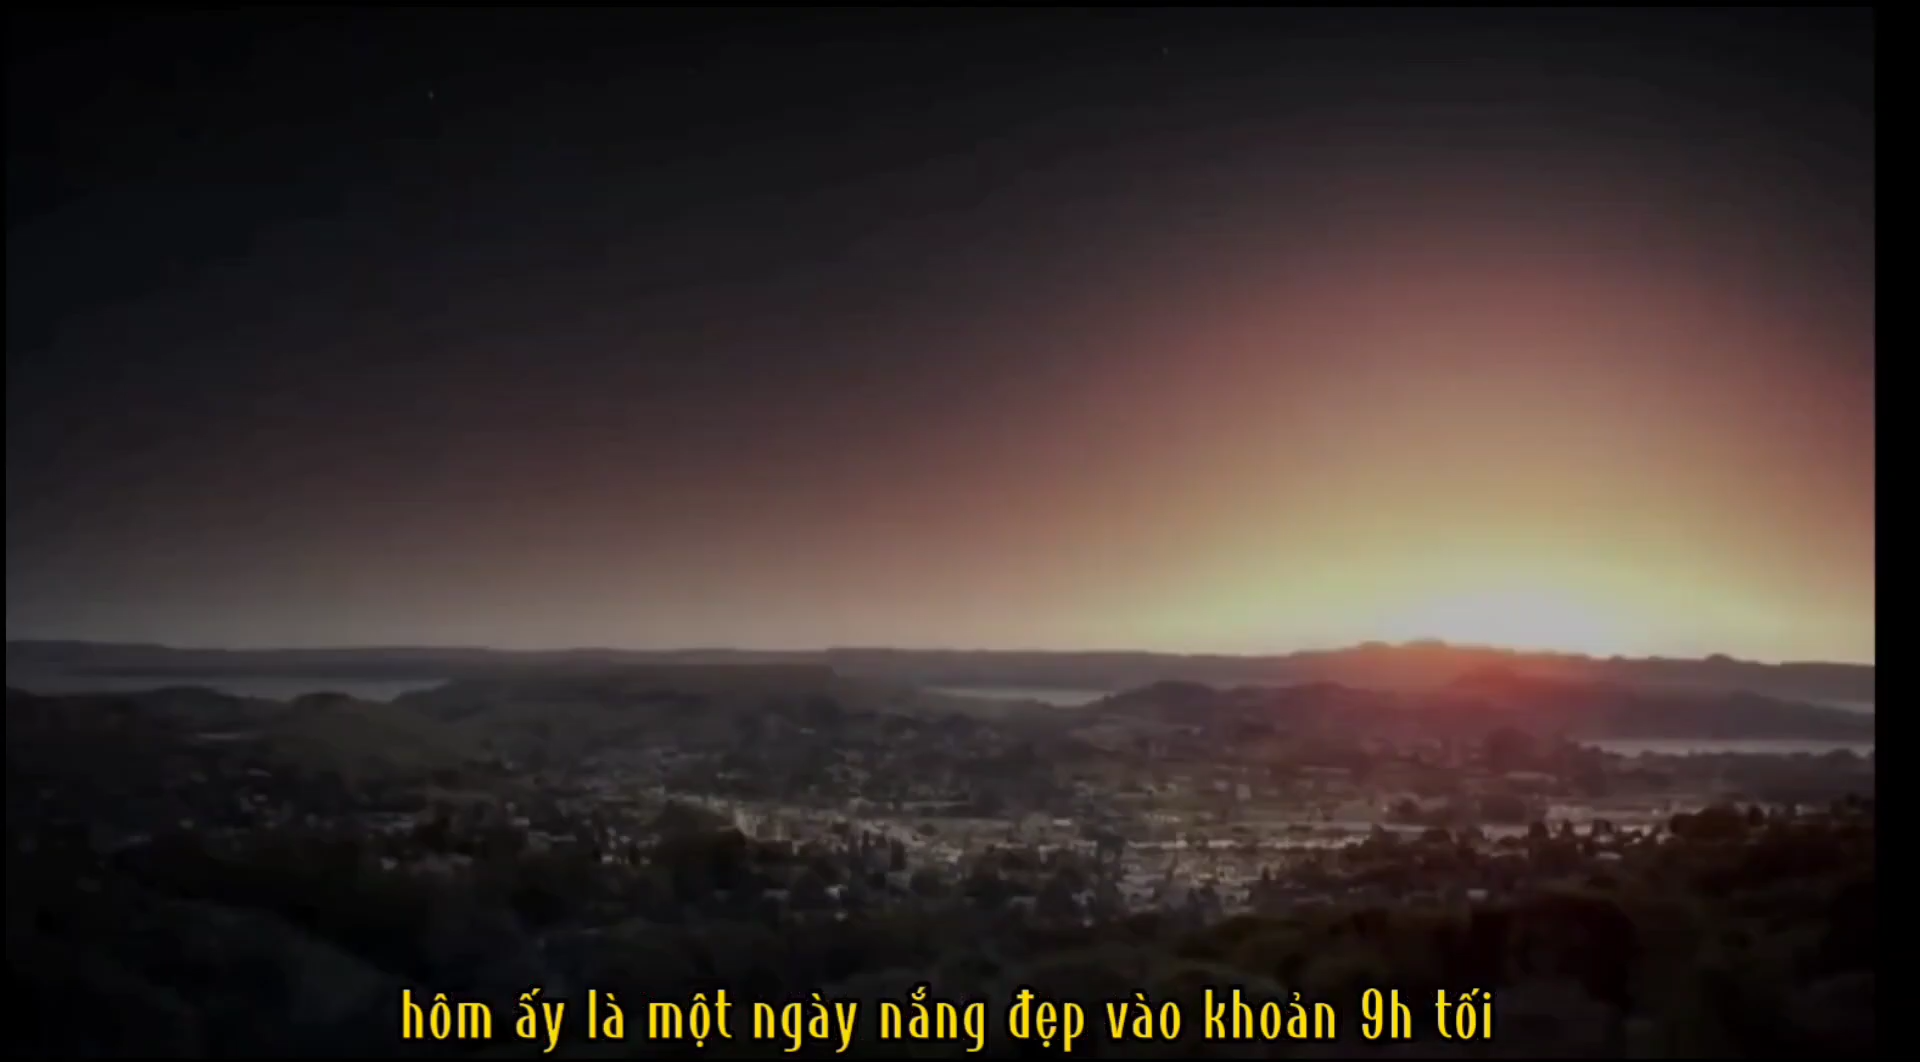 hôm ấy là một ngày nắng đẹp vào khoản 9h tối